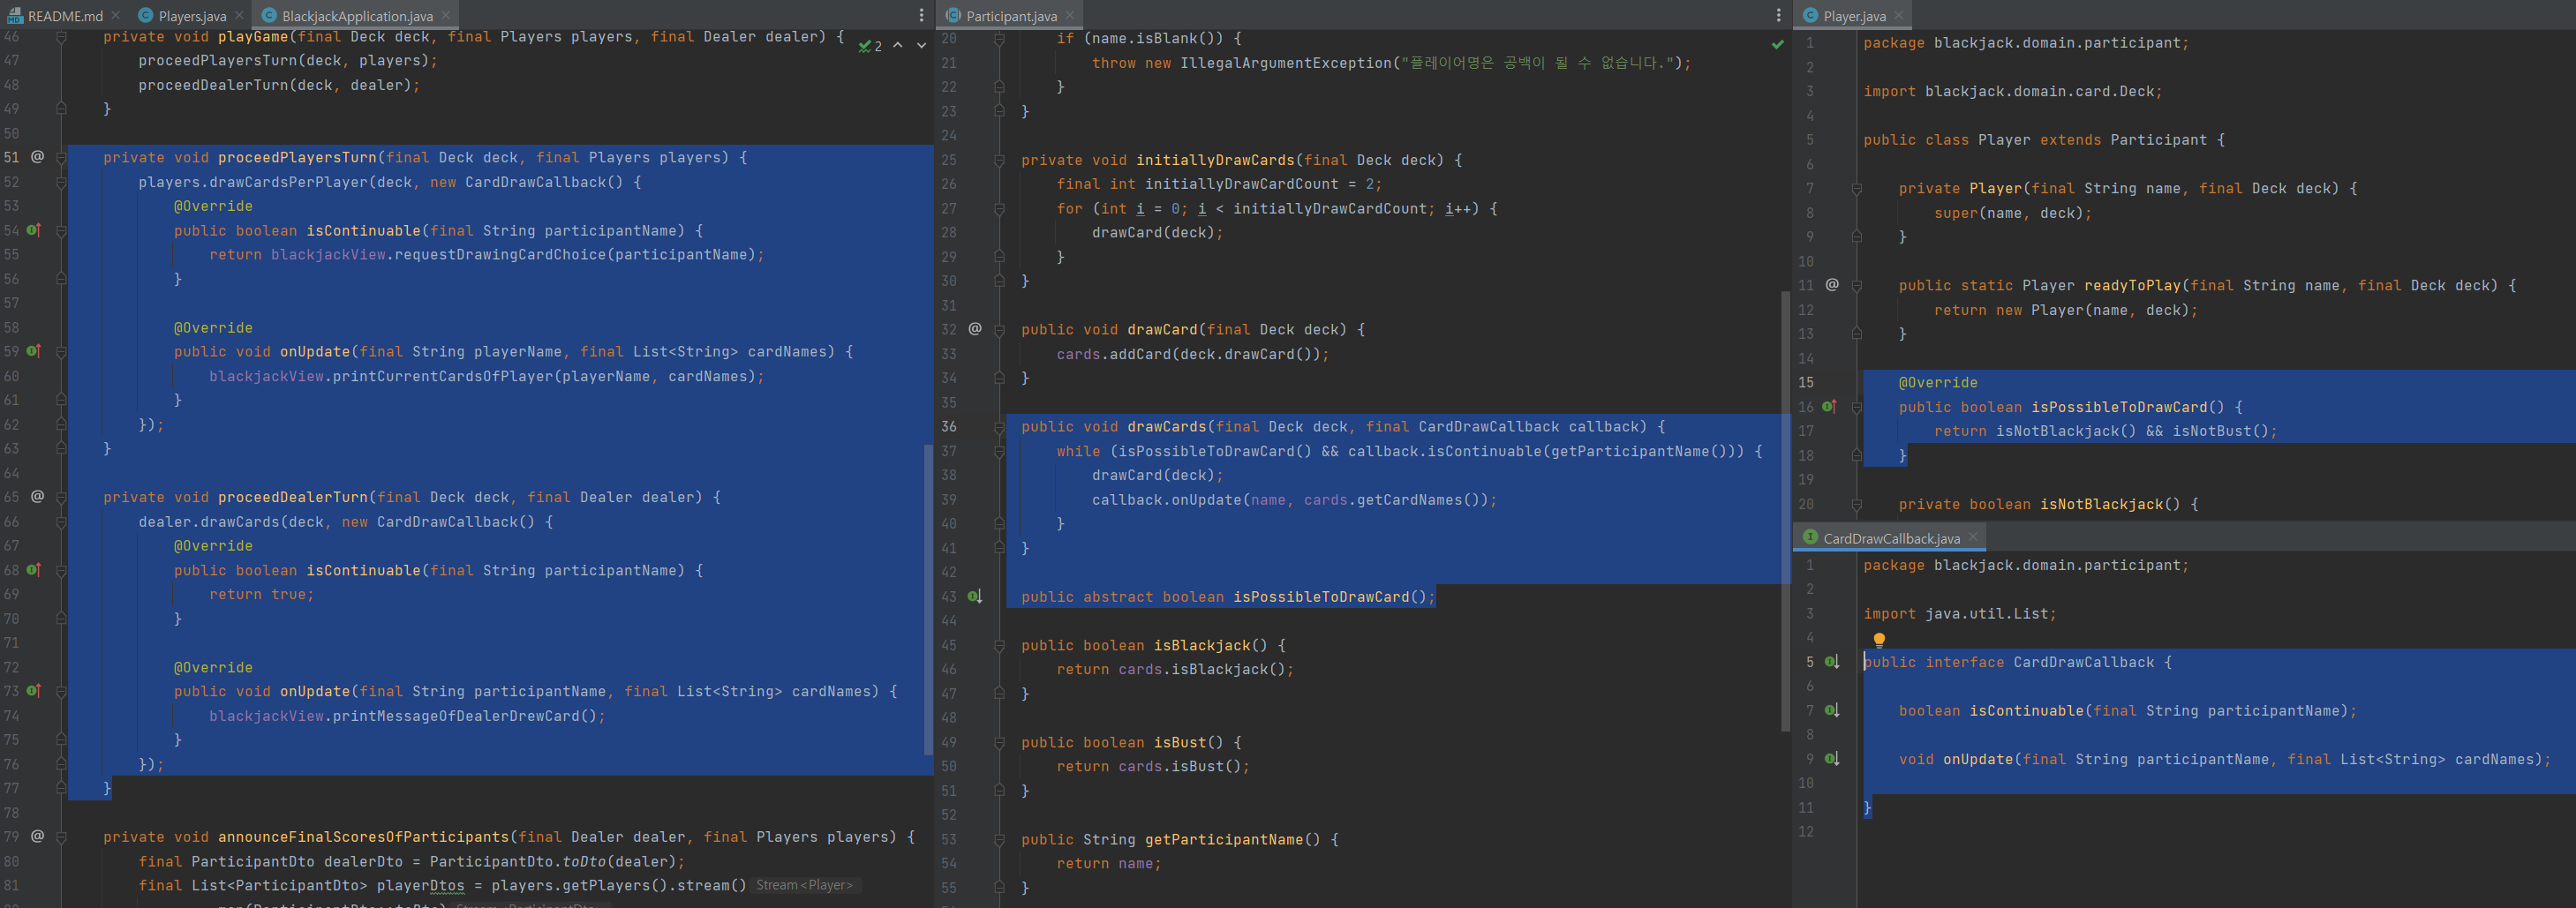 README.md
Players.java
BlackjackApplication.java
46 private void playGame(final Deck deck, final Players players, final Dealer dealer) {
2
47 proceedPlayersTurn(deck, players);
48 proceedDealerTurn(deck, dealer);
49 }
50
51 @ private void proceedPlayersTurn(final Deck deck, final Players players) {
52 players.drawCardsPerPlayer(deck, new CardDrawCallback() {
53 @Override
54 public boolean isContinuable(final String participantName) {
55 return blackjackView.requestDrawingCardChoice(participantName);
56 }
57
58 @Override
59 public void onUpdate(final String playerName, final List<String> cardNames) {
60 blackjackView.printCurrentCardsOfPlayer(playerName, cardNames);
61 }
62 });
63 }
64
65 @ private void proceedDealerTurn(final Deck deck, final Dealer dealer) {
66 dealer.drawCards(deck, new CardDrawCallback() {
67 @Override
68 public boolean isContinuable(final String participantName) {
69 return true;
70 }
71
72 @Override
73 public void onUpdate(final String participantName, final List<String> cardNames) {
74 blackjackView.printMessageOfDealerDrewCard();
75 }
76 });
77 }
78
79 @ private void announceFinalScoresOfParticipants(final Dealer dealer, final Players players) {
80 final ParticipantDto dealerDto = ParticipantDto.toDto(dealer);
81 final List<ParticipantDto> playerDtos = players.getPlayers().stream() Stream<Player>
Participant.java
20 if (name.isBlank()) {
21 throw new IllegalArgumentException("플레이어명은 공백이 될 수 없습니다.");
22 }
23 }
24
25 private void initiallyDrawCards(final Deck deck) {
26 final int initiallyDrawCardCount = 2;
27 for (int i = 0; i < initiallyDrawCardCount; i++) {
28 drawCard(deck);
29 }
30 }
31
32 @ public void drawCard(final Deck deck) {
33 cards.addCard(deck.drawCard());
34 }
35
36 public void drawCards(final Deck deck, final CardDrawCallback callback) {
37 while (isPossibleToDrawCard() && callback.isContinuable(getParticipantName())) {
38 drawCard(deck);
39 callback.onUpdate(name, cards.getCardNames());
40 }
41 }
42
43 public abstract boolean isPossibleToDrawCard();
44
45 public boolean isBlackjack() {
46 return cards.isBlackjack();
47 }
48
49 public boolean isBust() {
50 return cards.isBust();
51 }
52
53 public String getParticipantName() {
54 return name;
55 }
Player.java
1 package blackjack.domain.participant;
2
3 import blackjack.domain.card.Deck;
4
5 public class Player extends Participant {
6
7 private Player(final String name, final Deck deck) {
8 super(name, deck);
9 }
10
11 @ public static Player readyToPlay(final String name, final Deck deck) {
12 return new Player(name, deck);
13 }
14
15 @Override
16 public boolean isPossibleToDrawCard() {
17 return isNotBlackjack() && isNotBust();
18 }
19
20 private boolean isNotBlackjack() {
CardDrawCallback.java
1 package blackjack.domain.participant;
2
3 import java.util.List;
4
5 public interface CardDrawCallback {
6
7 boolean isContinuable(final String participantName);
8
9 void onUpdate(final String participantName, final List<String> cardNames);
10
11 }
12